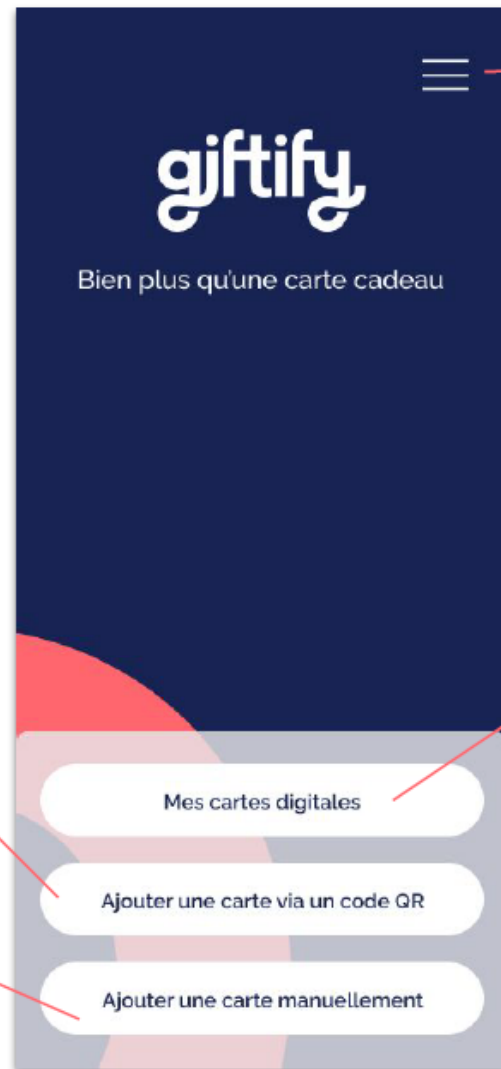 giftify
Bien plus qu'une carte cadeau
Mes cartes digitales
Ajouter une carte via un code QR
Ajouter une carte manuellement